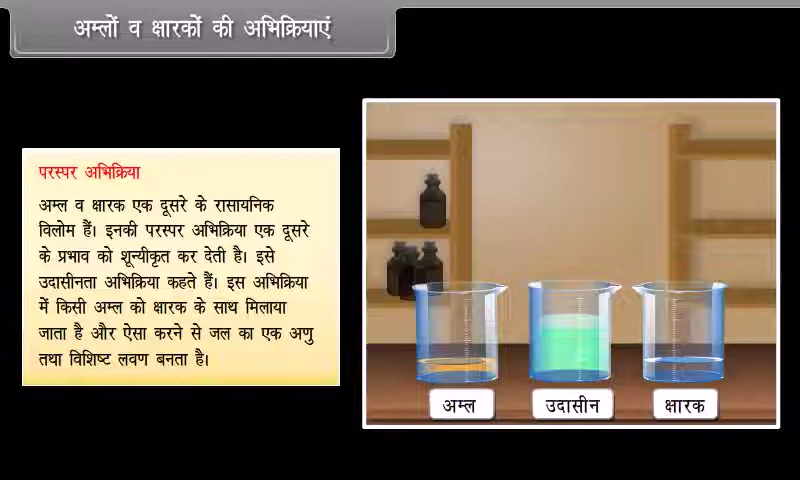 अम्लों व क्षारकों की अभिक्रियाएं
परस्पर अभिक्रिया
अम्ल व क्षारक एक दूसरे के रासायनिक
विलोम हैं। इनकी परस्पर अभिक्रिया एक दूसरे
के प्रभाव को शून्यीकृत कर देती है। इसे
उदासीनता अभिक्रिया कहते हैं। इस अभिक्रिया
में किसी अम्ल को क्षारक के साथ मिलाया
जाता है और ऐसा करने से जल का एक अणु
तथा विशिष्ट लवण बनता है।
अम्ल
उदासीन
क्षारक